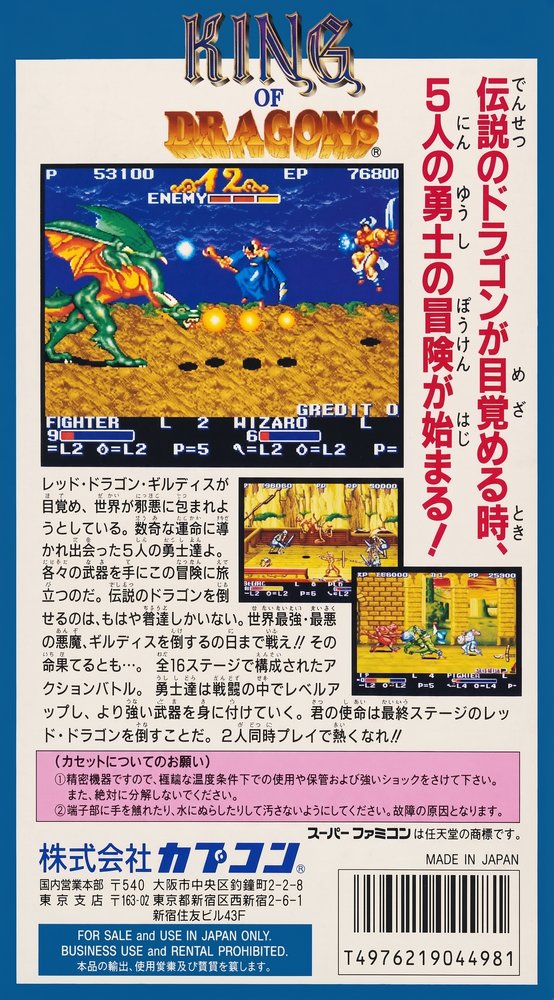 KING
OF
DRAGONS®
伝説のドラゴンが目覚める時、
5人の勇士の冒険が始まる!
P 53100 12 EP 76800
ENEMY
CREDIT 0
FIGHTER L 2 WIZARD L
9 6
=L2 =L2 P=5 =L2 =L2 P=
レッド・ドラゴン・ギルディスが
目覚め、世界が邪悪に包まれよ
うとしている。数奇な運命に導
かれ出会った5人の勇士達よ。
各々の武器を手にこの冒険に旅
立つのだ。伝説のドラゴンを倒
せるのは、もはや君達しかいない。世界最強・最悪
の悪魔、ギルディスを倒するの日まで戦え!! その
命果てるとも…。 全16ステージで構成された
アクションバトル。 勇士達は戦闘の中でレベルア
ップし、より強い武器を身に付けていく。君の使命は最終ステージのレッ
ド・ドラゴンを倒すことだ。2人同時プレイで熱くなれ!!
〈カセットについてのお願い〉
①精密機器ですので、極端な温度条件下での使用や保管および強いショックをさけて下さい。
また、絶対に分解しないでください。
②端子部に手を触れたり、水にぬらしたりして汚さないようにしてください。故障の原因となります。
スーパーファミコンは任天堂の商標です。
株式会社カプコン®
MADE IN JAPAN
国内営業本部 〒540 大阪市中央区釣鐘町2-2-8
東京支店 〒163-02 東京都新宿区西新宿2-6-1
新宿住友ビル43F
FOR SALE and USE IN JAPAN ONLY.
BUSINESS USE and RENTAL PROHIBITED.
本品の輸出、使用営業及び賃貸を禁じます。
T4976219044981